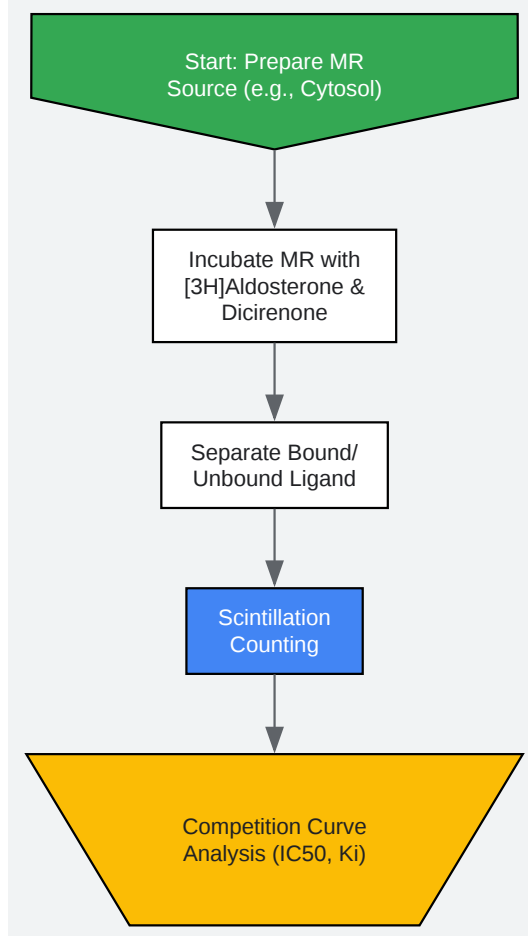 Start: Prepare MR
Source (e.g., Cytosol)
Incubate MR with
[3H]Aldosterone &
Dicirenone
Separate Bound/
Unbound Ligand
Scintillation
Counting
Competition Curve
Analysis (IC50, Ki)